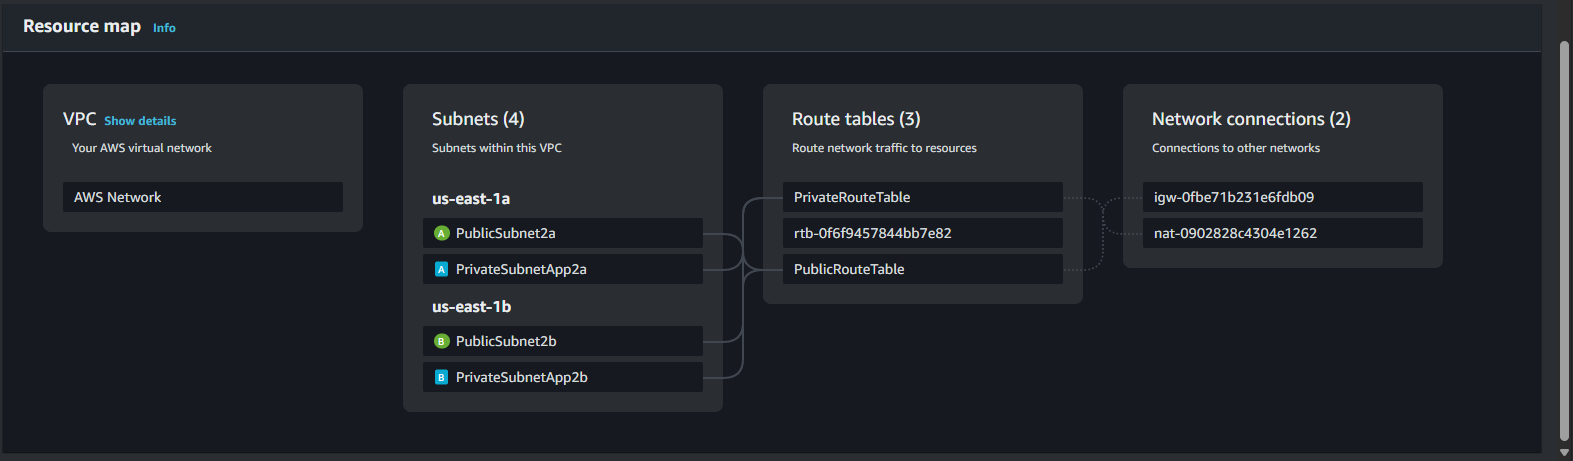 Resource map Info
VPC Show details
Your AWS virtual network
AWS Network
Subnets (4)
Subnets within this VPC
us-east-1a
A PublicSubnet2a
A PrivateSubnetApp2a
us-east-1b
B PublicSubnet2b
B PrivateSubnetApp2b
Route tables (3)
Route network traffic to resources
PrivateRouteTable
rtb-0f6f9457844bb7e82
PublicRouteTable
Network connections (2)
Connections to other networks
igw-0fbe71b231e6fdb09
nat-0902828c4304e1262